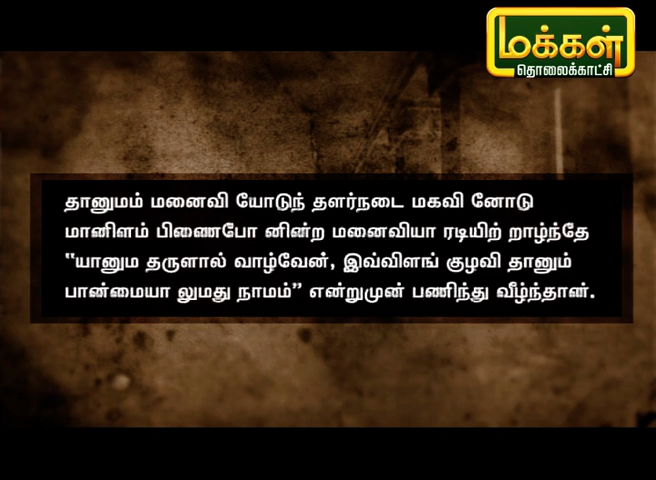 மக்கள்
தொலைக்காட்சி
தானுமம் மனைவி யோடுந் தளர்நடை மகவி னோடு
மானிளம் பிணைபோ னின்ற மனைவியா ரடியிற் றாழ்ந்தே
“யானும தருளால் வாழ்வேன், இவ்விளங் குழவி தானும்
பான்மையா லுமது நாமம்” என்றுமுன் பணிந்து வீழ்ந்தான்.